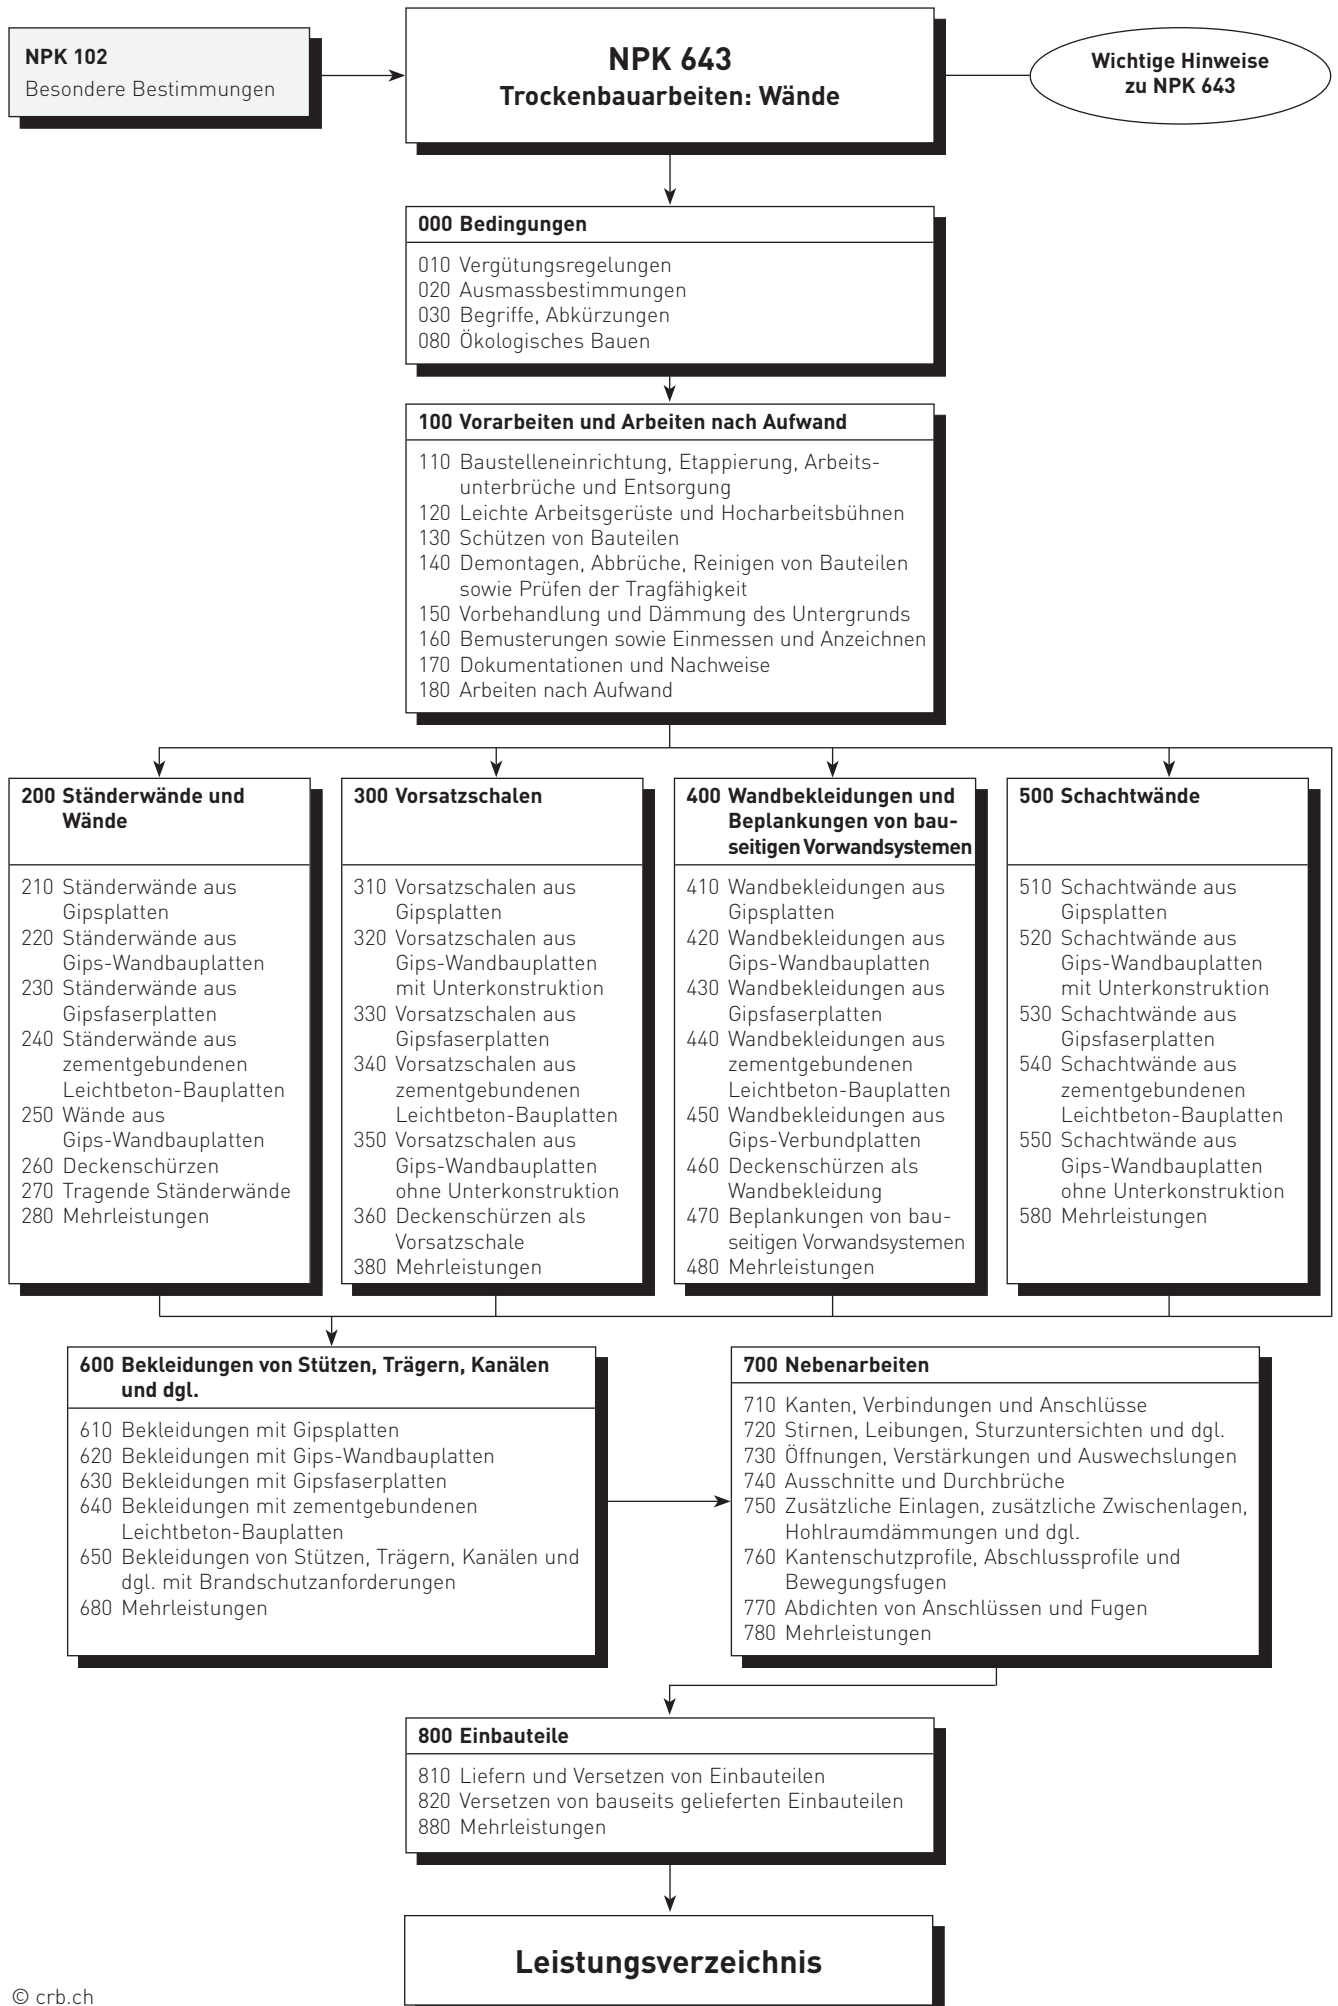 NPK 102
Besondere Bestimmungen
NPK 643
Trockenbauarbeiten: Wände
Wichtige Hinweise
zu NPK 643
000 Bedingungen
010 Vergütungsregelungen
020 Ausmassbestimmungen
030 Begriffe, Abkürzungen
080 Ökologisches Bauen
100 Vorarbeiten und Arbeiten nach Aufwand
110 Baustelleneinrichtung, Etappierung, Arbeits-
unterbrüche und Entsorgung
120 Leichte Arbeitsgerüste und Hocharbeitsbühnen
130 Schützen von Bauteilen
140 Demontagen, Abbrüche, Reinigen von Bauteilen
sowie Prüfen der Tragfähigkeit
150 Vorbehandlung und Dämmung des Untergrunds
160 Bemusterungen sowie Einmessen und Anzeichnen
170 Dokumentationen und Nachweise
180 Arbeiten nach Aufwand
200 Ständerwände und
Wände
210 Ständerwände aus
Gipsplatten
220 Ständerwände aus
Gips-Wandbauplatten
230 Ständerwände aus
Gipsfaserplatten
240 Ständerwände aus
zementgebundenen
Leichtbeton-Bauplatten
250 Wände aus
Gips-Wandbauplatten
260 Deckenschürzen
270 Tragende Ständerwände
280 Mehrleistungen
300 Vorsatzschalen
310 Vorsatzschalen aus
Gipsplatten
320 Vorsatzschalen aus
Gips-Wandbauplatten
mit Unterkonstruktion
330 Vorsatzschalen aus
Gipsfaserplatten
340 Vorsatzschalen aus
zementgebundenen
Leichtbeton-Bauplatten
350 Vorsatzschalen aus
Gips-Wandbauplatten
ohne Unterkonstruktion
360 Deckenschürzen als
Vorsatzschale
380 Mehrleistungen
400 Wandbekleidungen und
Beplankungen von bau-
seitigen Vorwandsystemen
410 Wandbekleidungen aus
Gipsplatten
420 Wandbekleidungen aus
Gips-Wandbauplatten
430 Wandbekleidungen aus
Gipsfaserplatten
440 Wandbekleidungen aus
zementgebundenen
Leichtbeton-Bauplatten
450 Wandbekleidungen aus
Gips-Verbundplatten
460 Deckenschürzen als
Wandbekleidung
470 Beplankungen von bau-
seitigen Vorwandsystemen
480 Mehrleistungen
500 Schachtwände
510 Schachtwände aus
Gipsplatten
520 Schachtwände aus
Gips-Wandbauplatten
mit Unterkonstruktion
530 Schachtwände aus
Gipsfaserplatten
540 Schachtwände aus
zementgebundenen
Leichtbeton-Bauplatten
550 Schachtwände aus
Gips-Wandbauplatten
ohne Unterkonstruktion
580 Mehrleistungen
600 Bekleidungen von Stützen, Trägern, Kanälen
und dgl.
610 Bekleidungen mit Gipsplatten
620 Bekleidungen mit Gips-Wandbauplatten
630 Bekleidungen mit Gipsfaserplatten
640 Bekleidungen mit zementgebundenen
Leichtbeton-Bauplatten
650 Bekleidungen von Stützen, Trägern, Kanälen und
dgl. mit Brandschutzanforderungen
680 Mehrleistungen
700 Nebenarbeiten
710 Kanten, Verbindungen und Anschlüsse
720 Stirnen, Leibungen, Sturzuntersichten und dgl.
730 Öffnungen, Verstärkungen und Auswechslungen
740 Ausschnitte und Durchbrüche
750 Zusätzliche Einlagen, zusätzliche Zwischenlagen,
Hohlraumdämmungen und dgl.
760 Kantenschutzprofile, Abschlussprofile und
Bewegungsfugen
770 Abdichten von Anschlüssen und Fugen
780 Mehrleistungen
800 Einbauteile
810 Liefern und Versetzen von Einbauteilen
820 Versetzen von bauseits gelieferten Einbauteilen
880 Mehrleistungen
Leistungsverzeichnis
© crb.ch